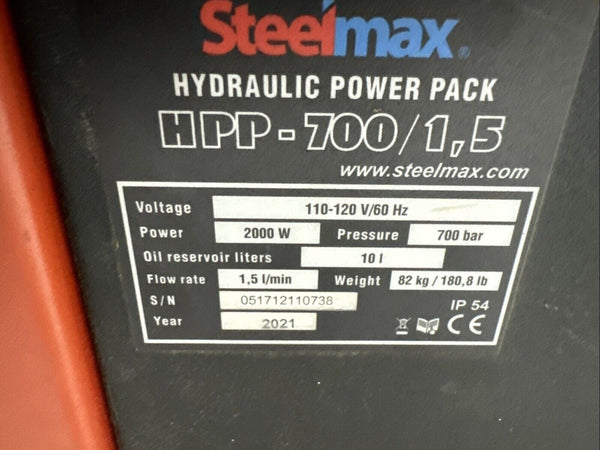 Steelmax®
HYDRAULIC POWER PACK
HPP-700/1,5
www.steelmax.com
Voltage 110-120 V/60 Hz
Power 2000 W Pressure 700 bar
Oil reservoir liters 10 l
Flow rate 1,5 l/min Weight 82 kg / 180,8 lb
S/N 051712110738
IP 54
Year 2021
CE